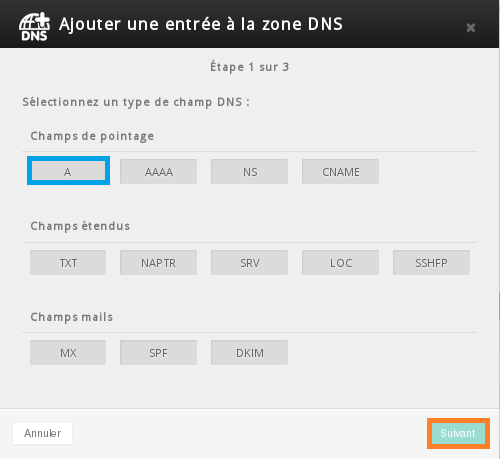 DNS Ajouter une entrée à la zone DNS
Étape 1 sur 3
Sélectionnez un type de champ DNS :
Champs de pointage
A AAAA NS CNAME
Champs étendus
TXT NAPTR SRV LOC SSHFP
Champs mails
MX SPF DKIM
Annuler Suivant